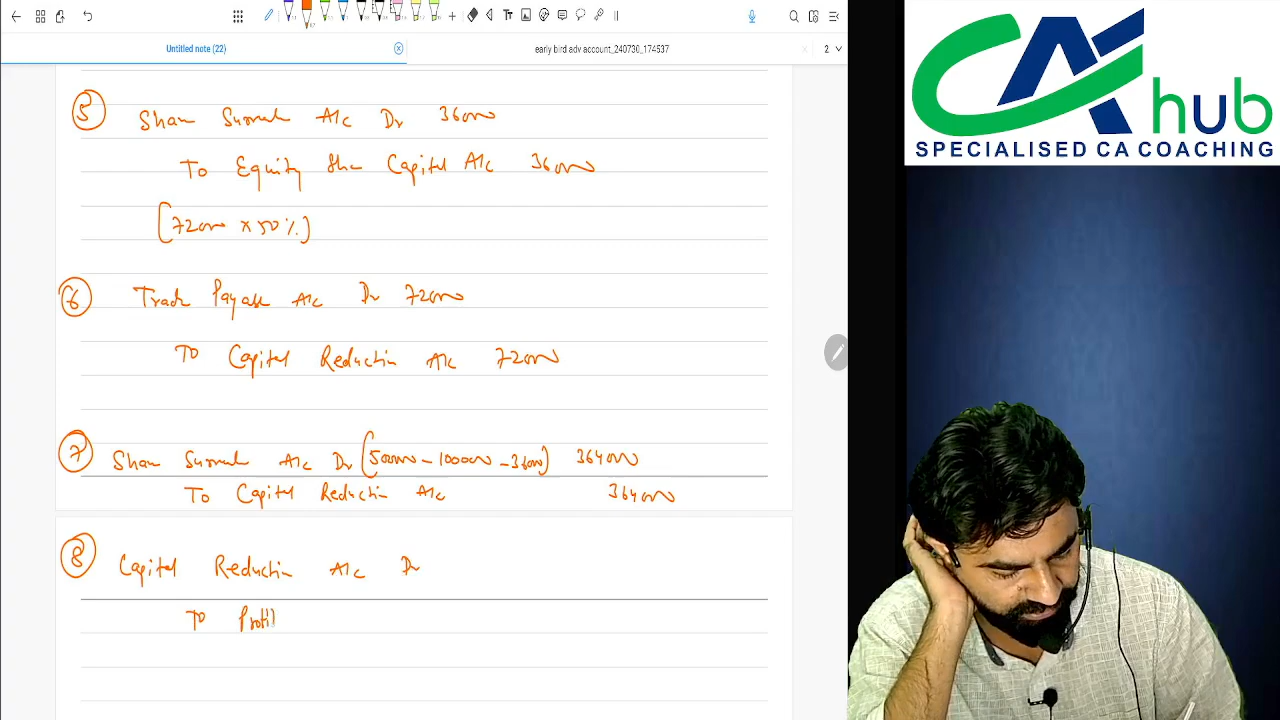 Untitled note (22)
early bird adv account_240730_174537
2
CA hub
SPECIALISED CA COACHING
5 Share Surrender A/c Dr 36000
To Equity Share Capital A/c 36000
[72000 x 50%]
6 Trade Payable A/c Dr 72000
To Capital Reduction A/c 72000
7 Share Surrender A/c Dr [500000 - 100000 - 36000] 364000
To Capital Reduction A/c 364000
8 Capital Reduction A/c Dr
To Profit